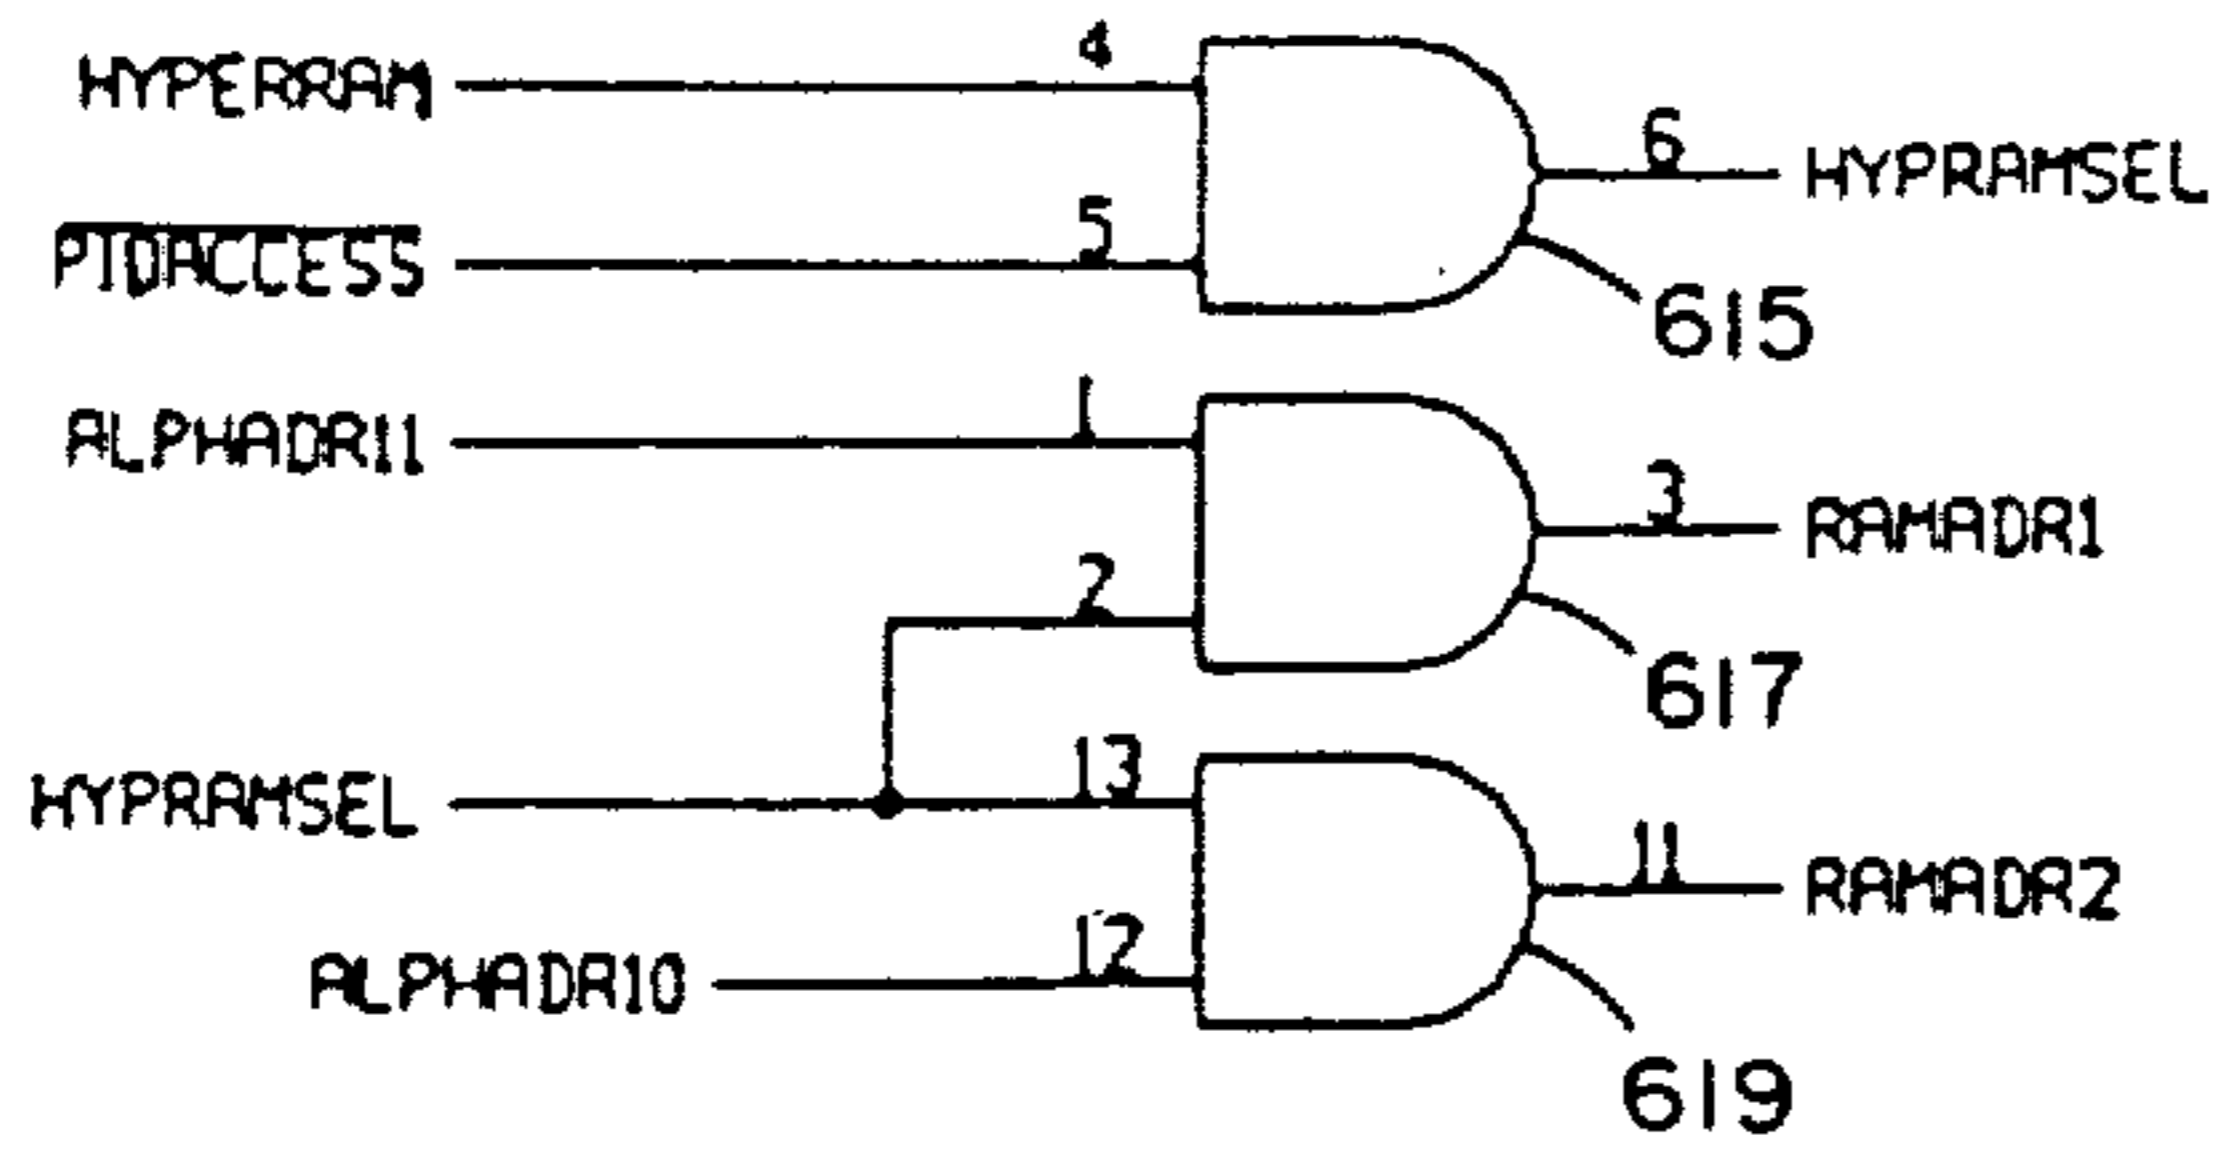 HYPERRAM 4
6 HYPRAMSEL
PIDACCESS 5
615
ALPHADR11 1
3 RAMADR1
2
617
HYPRAMSEL 13
11 RAMADR2
ALPHADR10 12
619